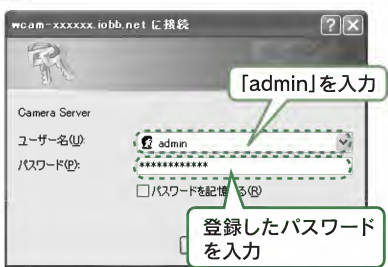 wcam-xxxxxx.iobb.net に接続
「admin」を入力
Camera Server
ユーザー名(U):
admin
パスワード(P):
************
パスワードを記憶する(R)
登録したパスワード
を入力